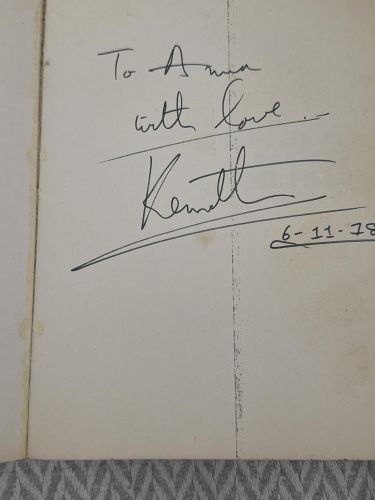 To Anna
with love.
Kenneth
6-11-78